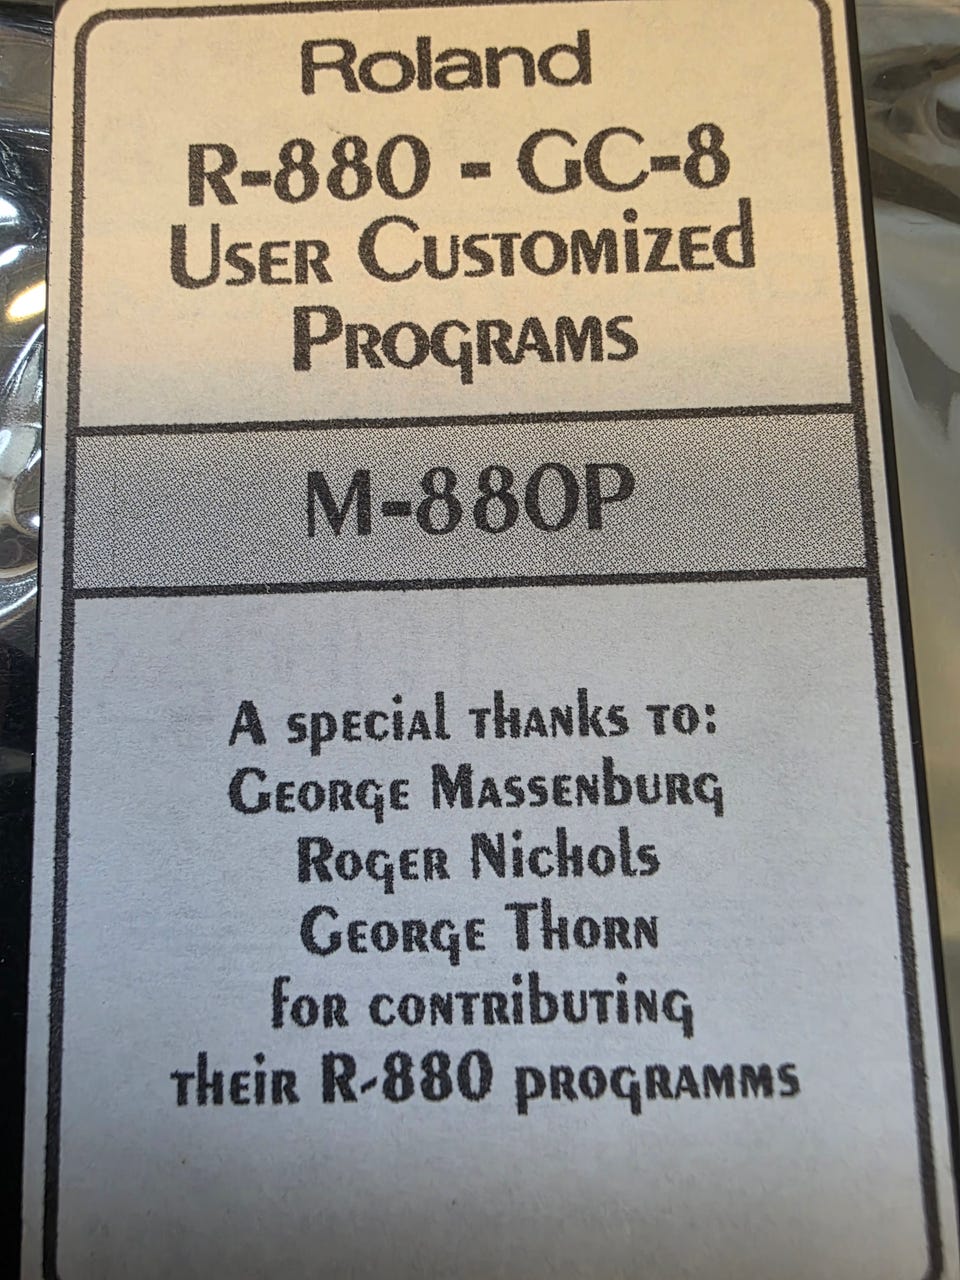 Roland
R-880 - GC-8
User Customized
Programs
M-880P
A special thanks to:
George Massenburg
Roger Nichols
George Thorn
for contributing
their R-880 programms